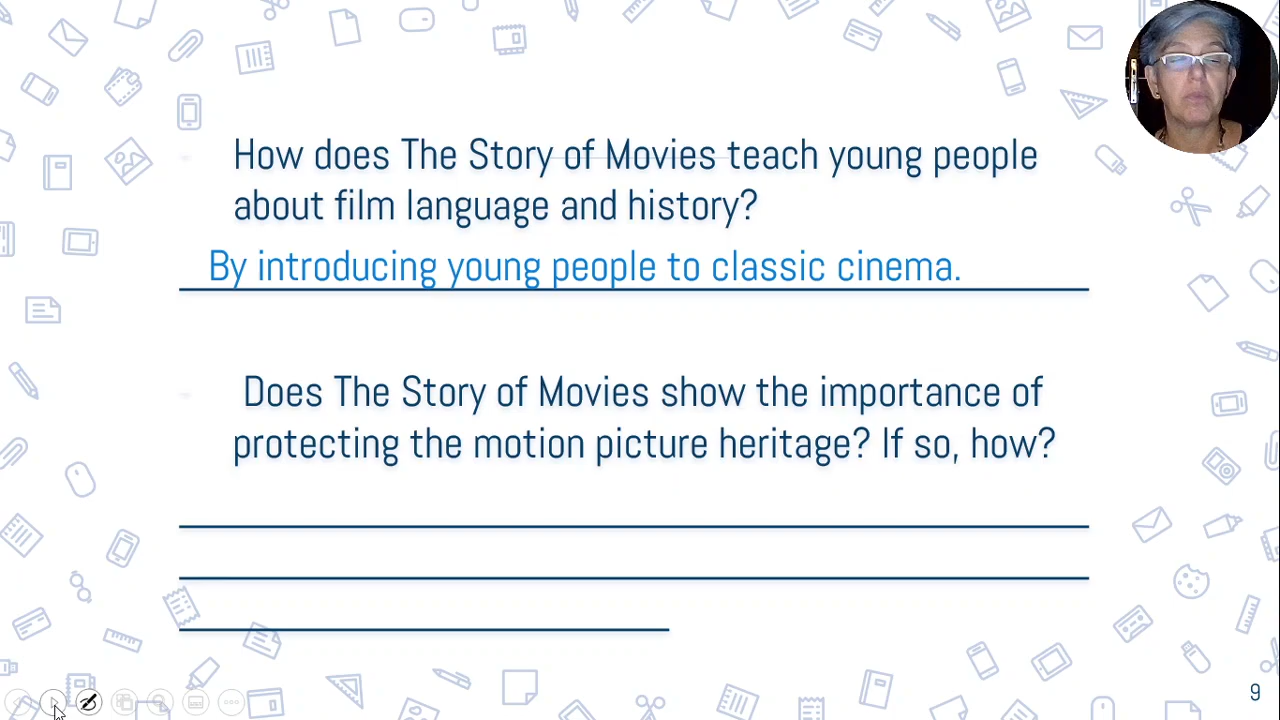 How does The Story of Movies teach young people
about film language and history?
By introducing young people to classic cinema.
Does The Story of Movies show the importance of
protecting the motion picture heritage? If so, how?
9